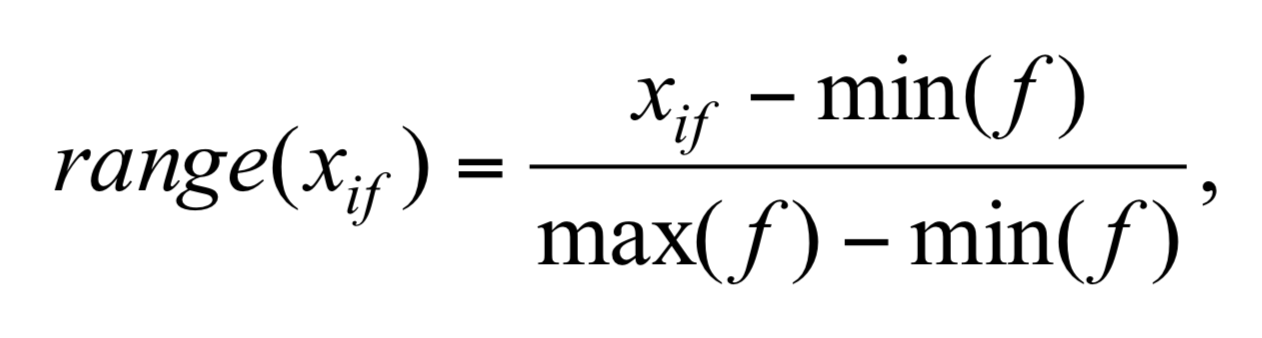 range(x_if) = (x_if − min(f)) / (max(f) − min(f)),